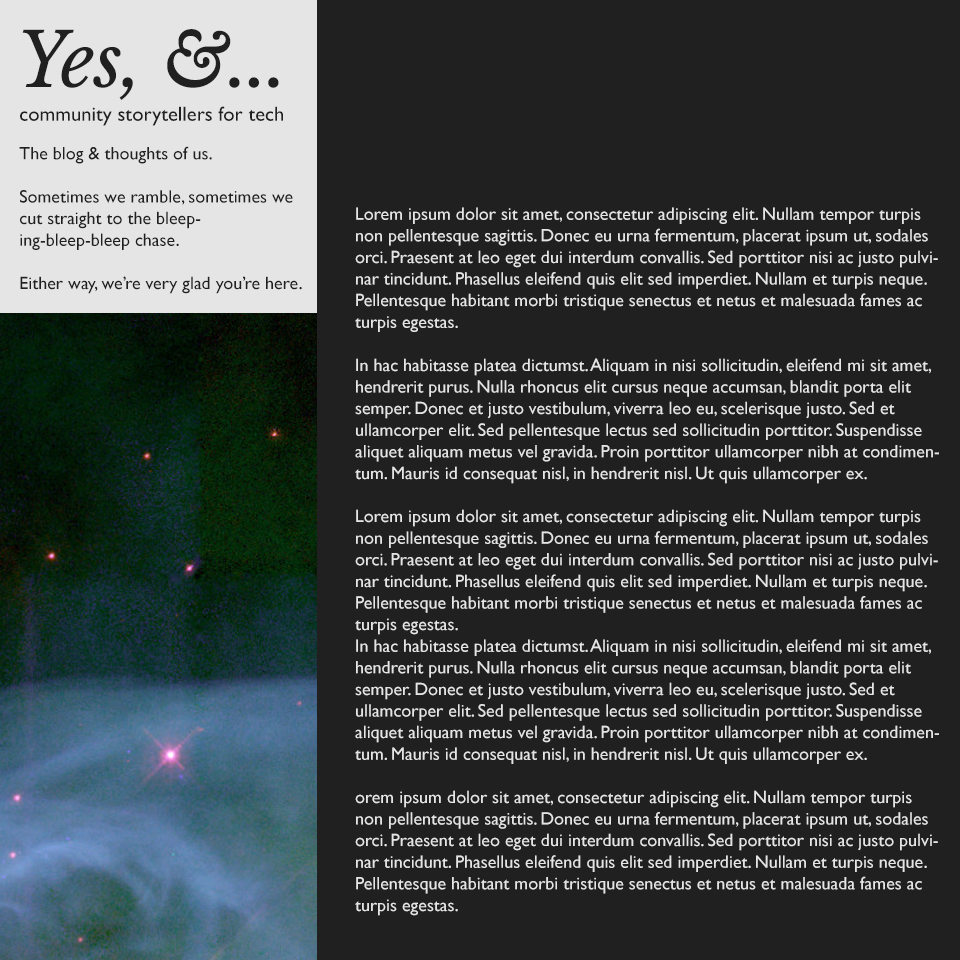 Yes, &...
community storytellers for tech
The blog & thoughts of us.
Sometimes we ramble, sometimes we
cut straight to the bleep-
ing-bleep-bleep chase.
Either way, we’re very glad you’re here.
Lorem ipsum dolor sit amet, consectetur adipiscing elit. Nullam tempor turpis
non pellentesque sagittis. Donec eu urna fermentum, placerat ipsum ut, sodales
orci. Praesent at leo eget dui interdum convallis. Sed porttitor nisi ac justo pulvi-
nar tincidunt. Phasellus eleifend quis elit sed imperdiet. Nullam et turpis neque.
Pellentesque habitant morbi tristique senectus et netus et malesuada fames ac
turpis egestas.
In hac habitasse platea dictumst. Aliquam in nisi sollicitudin, eleifend mi sit amet,
hendrerit purus. Nulla rhoncus elit cursus neque accumsan, blandit porta elit
semper. Donec et justo vestibulum, viverra leo eu, scelerisque justo. Sed et
ullamcorper elit. Sed pellentesque lectus sed sollicitudin porttitor. Suspendisse
aliquet aliquam metus vel gravida. Proin porttitor ullamcorper nibh at condimen-
tum. Mauris id consequat nisl, in hendrerit nisl. Ut quis ullamcorper ex.
Lorem ipsum dolor sit amet, consectetur adipiscing elit. Nullam tempor turpis
non pellentesque sagittis. Donec eu urna fermentum, placerat ipsum ut, sodales
orci. Praesent at leo eget dui interdum convallis. Sed porttitor nisi ac justo pulvi-
nar tincidunt. Phasellus eleifend quis elit sed imperdiet. Nullam et turpis neque.
Pellentesque habitant morbi tristique senectus et netus et malesuada fames ac
turpis egestas.
In hac habitasse platea dictumst. Aliquam in nisi sollicitudin, eleifend mi sit amet,
hendrerit purus. Nulla rhoncus elit cursus neque accumsan, blandit porta elit
semper. Donec et justo vestibulum, viverra leo eu, scelerisque justo. Sed et
ullamcorper elit. Sed pellentesque lectus sed sollicitudin porttitor. Suspendisse
aliquet aliquam metus vel gravida. Proin porttitor ullamcorper nibh at condimen-
tum. Mauris id consequat nisl, in hendrerit nisl. Ut quis ullamcorper ex.
orem ipsum dolor sit amet, consectetur adipiscing elit. Nullam tempor turpis
non pellentesque sagittis. Donec eu urna fermentum, placerat ipsum ut, sodales
orci. Praesent at leo eget dui interdum convallis. Sed porttitor nisi ac justo pulvi-
nar tincidunt. Phasellus eleifend quis elit sed imperdiet. Nullam et turpis neque.
Pellentesque habitant morbi tristique senectus et netus et malesuada fames ac
turpis egestas.